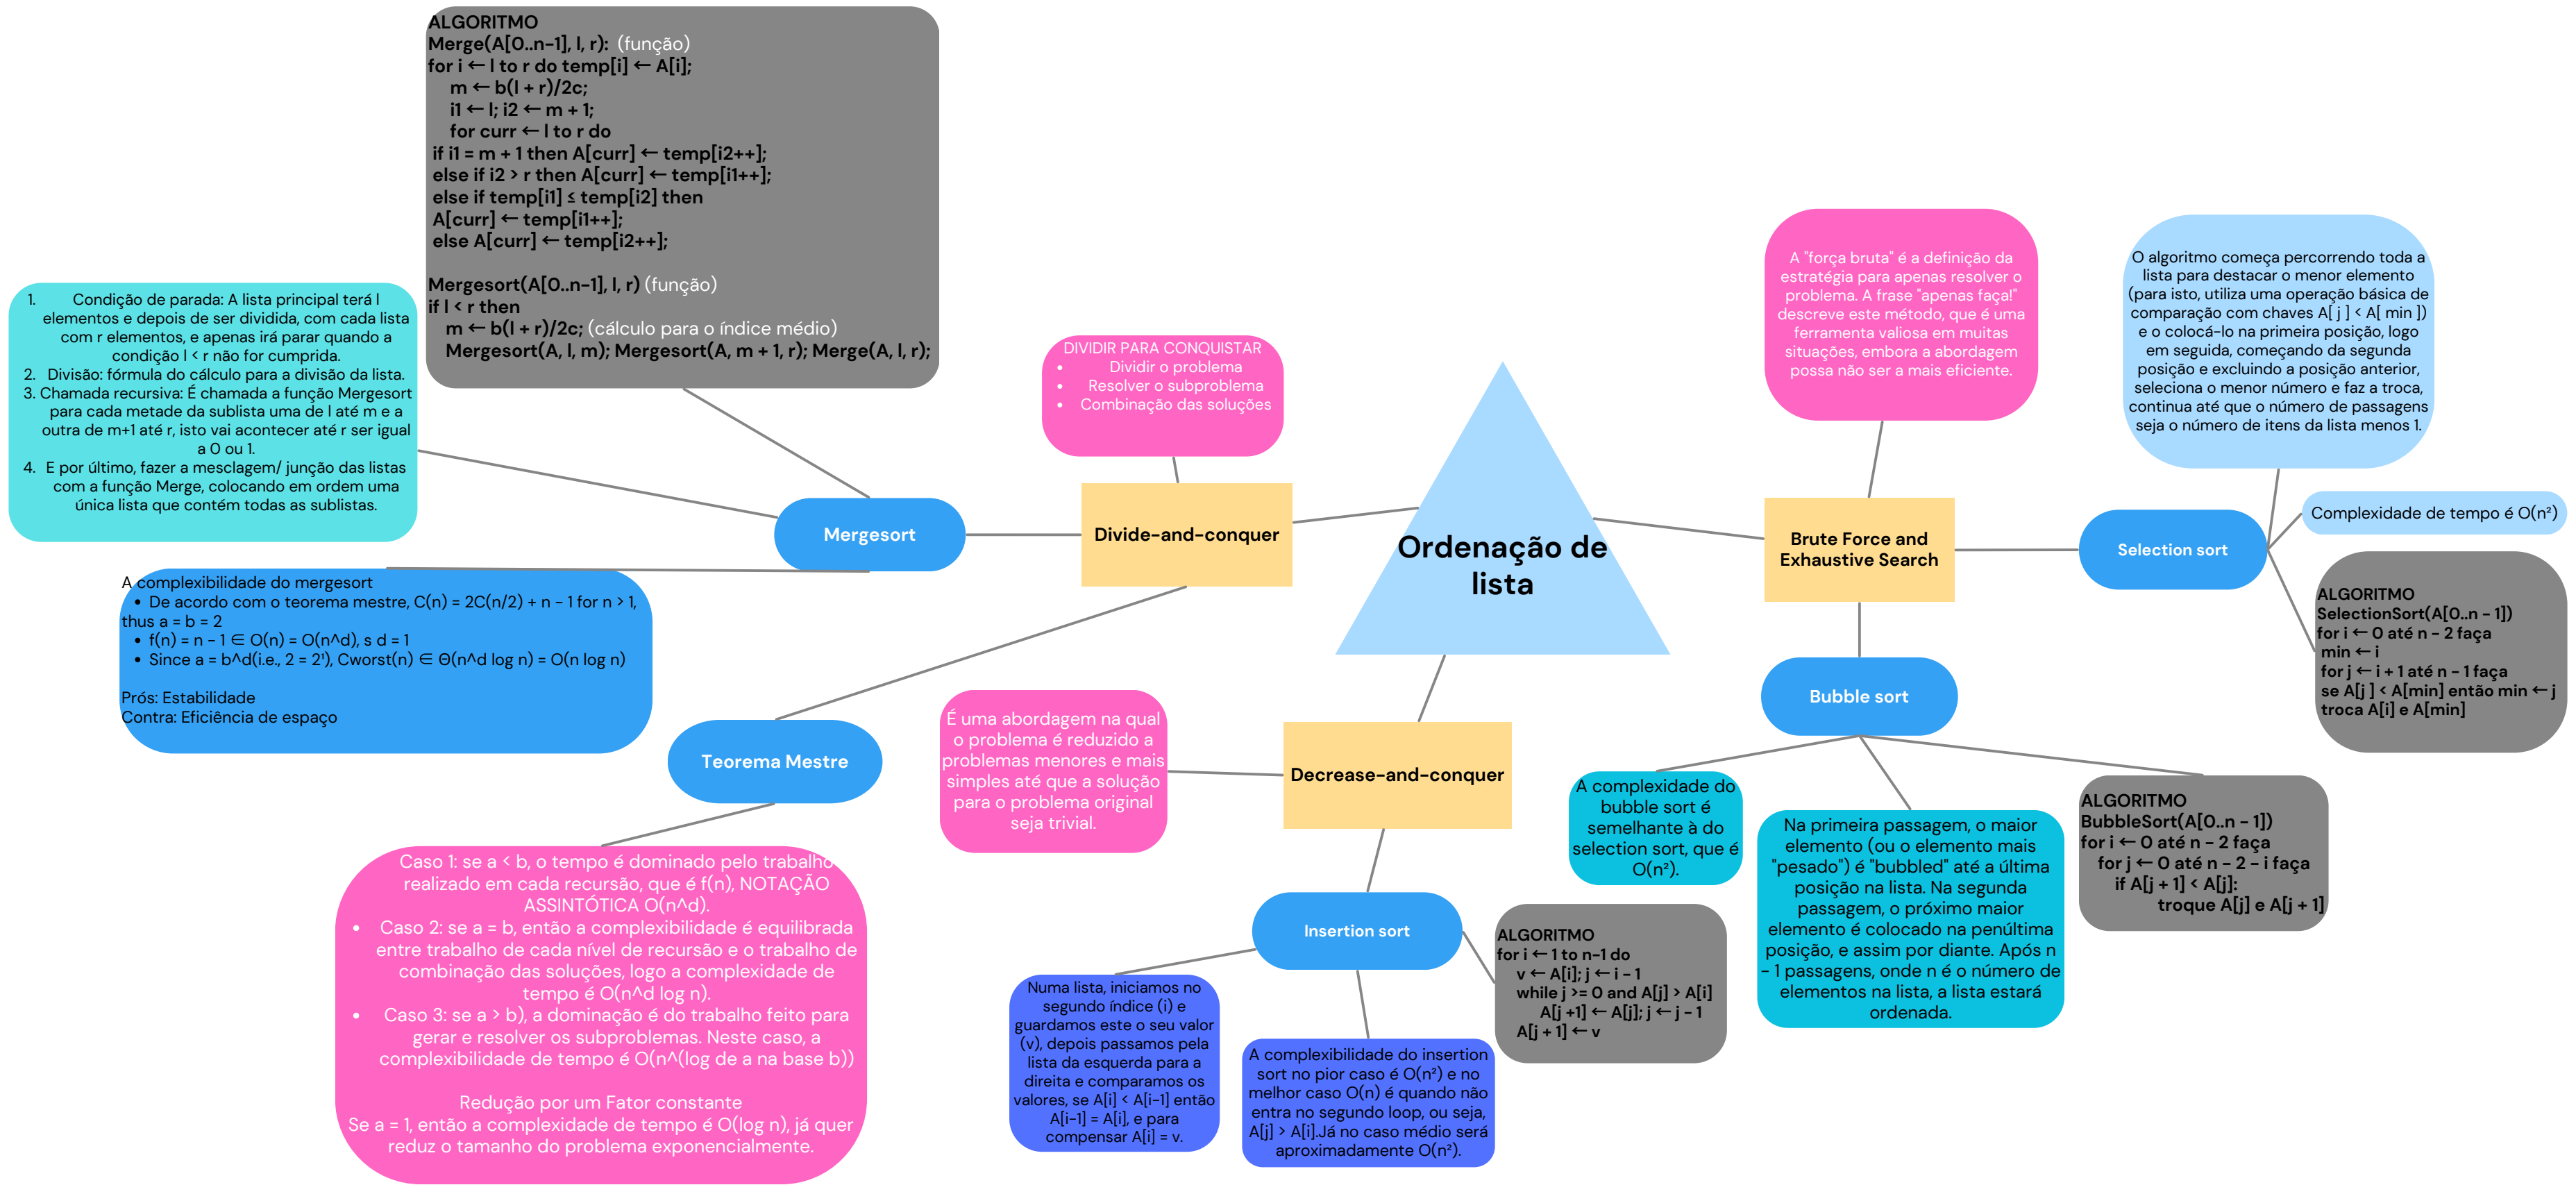 ALGORITMO
Merge(A[0..n-1], l, r): (função)
for i ← l to r do temp[i] ← A[i];
m ← b(l + r)/2c;
i1 ← l; i2 ← m + 1;
for curr ← l to r do
if i1 = m + 1 then A[curr] ← temp[i2++];
else if i2 > r then A[curr] ← temp[i1++];
else if temp[i1] ≤ temp[i2] then
A[curr] ← temp[i1++];
else A[curr] ← temp[i2++];
Mergesort(A[0..n-1], l, r) (função)
if l < r then
m ← b(l + r)/2c; (cálculo para o índice médio)
Mergesort(A, l, m); Mergesort(A, m + 1, r); Merge(A, l, r);
1. Condição de parada: A lista principal terá l
elementos e depois de ser dividida, com cada lista
com r elementos, e apenas irá parar quando a
condição l < r não for cumprida.
2. Divisão: fórmula do cálculo para a divisão da lista.
3. Chamada recursiva: É chamada a função Mergesort
para cada metade da sublista uma de l até m e a
outra de m+1 até r, isto vai acontecer até r ser igual
a 0 ou 1.
4. E por último, fazer a mesclagem/ junção das listas
com a função Merge, colocando em ordem uma
única lista que contém todas as sublistas.
Mergesort
A complexibilidade do mergesort
• De acordo com o teorema mestre, C(n) = 2C(n/2) + n - 1 for n > 1,
thus a = b = 2
• f(n) = n - 1 ∈ O(n) = O(n^d), s d = 1
• Since a = b^d(i.e., 2 = 2¹), Cworst(n) ∈ Θ(n^d log n) = O(n log n)
Prós: Estabilidade
Contra: Eficiência de espaço
DIVIDIR PARA CONQUISTAR
• Dividir o problema
• Resolver o subproblema
• Combinação das soluções
Divide-and-conquer
Teorema Mestre
Caso 1: se a < b, o tempo é dominado pelo trabalho
realizado em cada recursão, que é f(n), NOTAÇÃO
ASSINTÓTICA O(n^d).
• Caso 2: se a = b, então a complexibilidade é equilibrada
entre trabalho de cada nível de recursão e o trabalho de
combinação das soluções, logo a complexidade de
tempo é O(n^d log n).
• Caso 3: se a > b), a dominação é do trabalho feito para
gerar e resolver os subproblemas. Neste caso, a
complexibilidade de tempo é O(n^(log de a na base b))
Redução por um Fator constante
Se a = 1, então a complexidade de tempo é O(log n), já quer
reduz o tamanho do problema exponencialmente.
Ordenação de
lista
É uma abordagem na qual
o problema é reduzido a
problemas menores e mais
simples até que a solução
para o problema original
seja trivial.
Decrease-and-conquer
Insertion sort
Numa lista, iniciamos no
segundo índice (i) e
guardamos este o seu valor
(v), depois passamos pela
lista da esquerda para a
direita e comparamos os
valores, se A[i] < A[i-1] então
A[i-1] = A[i], e para
compensar A[i] = v.
A complexibilidade do insertion
sort no pior caso é O(n²) e no
melhor caso O(n) é quando não
entra no segundo loop, ou seja,
A[j] > A[i].Já no caso médio será
aproximadamente O(n²).
ALGORITMO
for i ← 1 to n-1 do
v ← A[i]; j ← i - 1
while j >= 0 and A[j] > A[i]
A[j +1] ← A[j]; j ← j - 1
A[j + 1] ← v
A "força bruta" é a definição da
estratégia para apenas resolver o
problema. A frase "apenas faça!"
descreve este método, que é uma
ferramenta valiosa em muitas
situações, embora a abordagem
possa não ser a mais eficiente.
Brute Force and
Exhaustive Search
Bubble sort
A complexidade do
bubble sort é
semelhante à do
selection sort, que é
O(n²).
Na primeira passagem, o maior
elemento (ou o elemento mais
"pesado") é "bubbled" até a última
posição na lista. Na segunda
passagem, o próximo maior
elemento é colocado na penúltima
posição, e assim por diante. Após n
- 1 passagens, onde n é o número de
elementos na lista, a lista estará
ordenada.
ALGORITMO
BubbleSort(A[0..n - 1])
for i ← 0 até n - 2 faça
for j ← 0 até n - 2 - i faça
if A[j + 1] < A[j]:
troque A[j] e A[j + 1]
O algoritmo começa percorrendo toda a
lista para destacar o menor elemento
(para isto, utiliza uma operação básica de
comparação com chaves A[ j ] < A[ min ])
e o colocá-lo na primeira posição, logo
em seguida, começando da segunda
posição e excluindo a posição anterior,
seleciona o menor número e faz a troca,
continua até que o número de passagens
seja o número de itens da lista menos 1.
Selection sort
Complexidade de tempo é O(n²)
ALGORITMO
SelectionSort(A[0..n - 1])
for i ← 0 até n - 2 faça
min ← i
for j ← i + 1 até n - 1 faça
se A[j ] < A[min] então min ← j
troca A[i] e A[min]